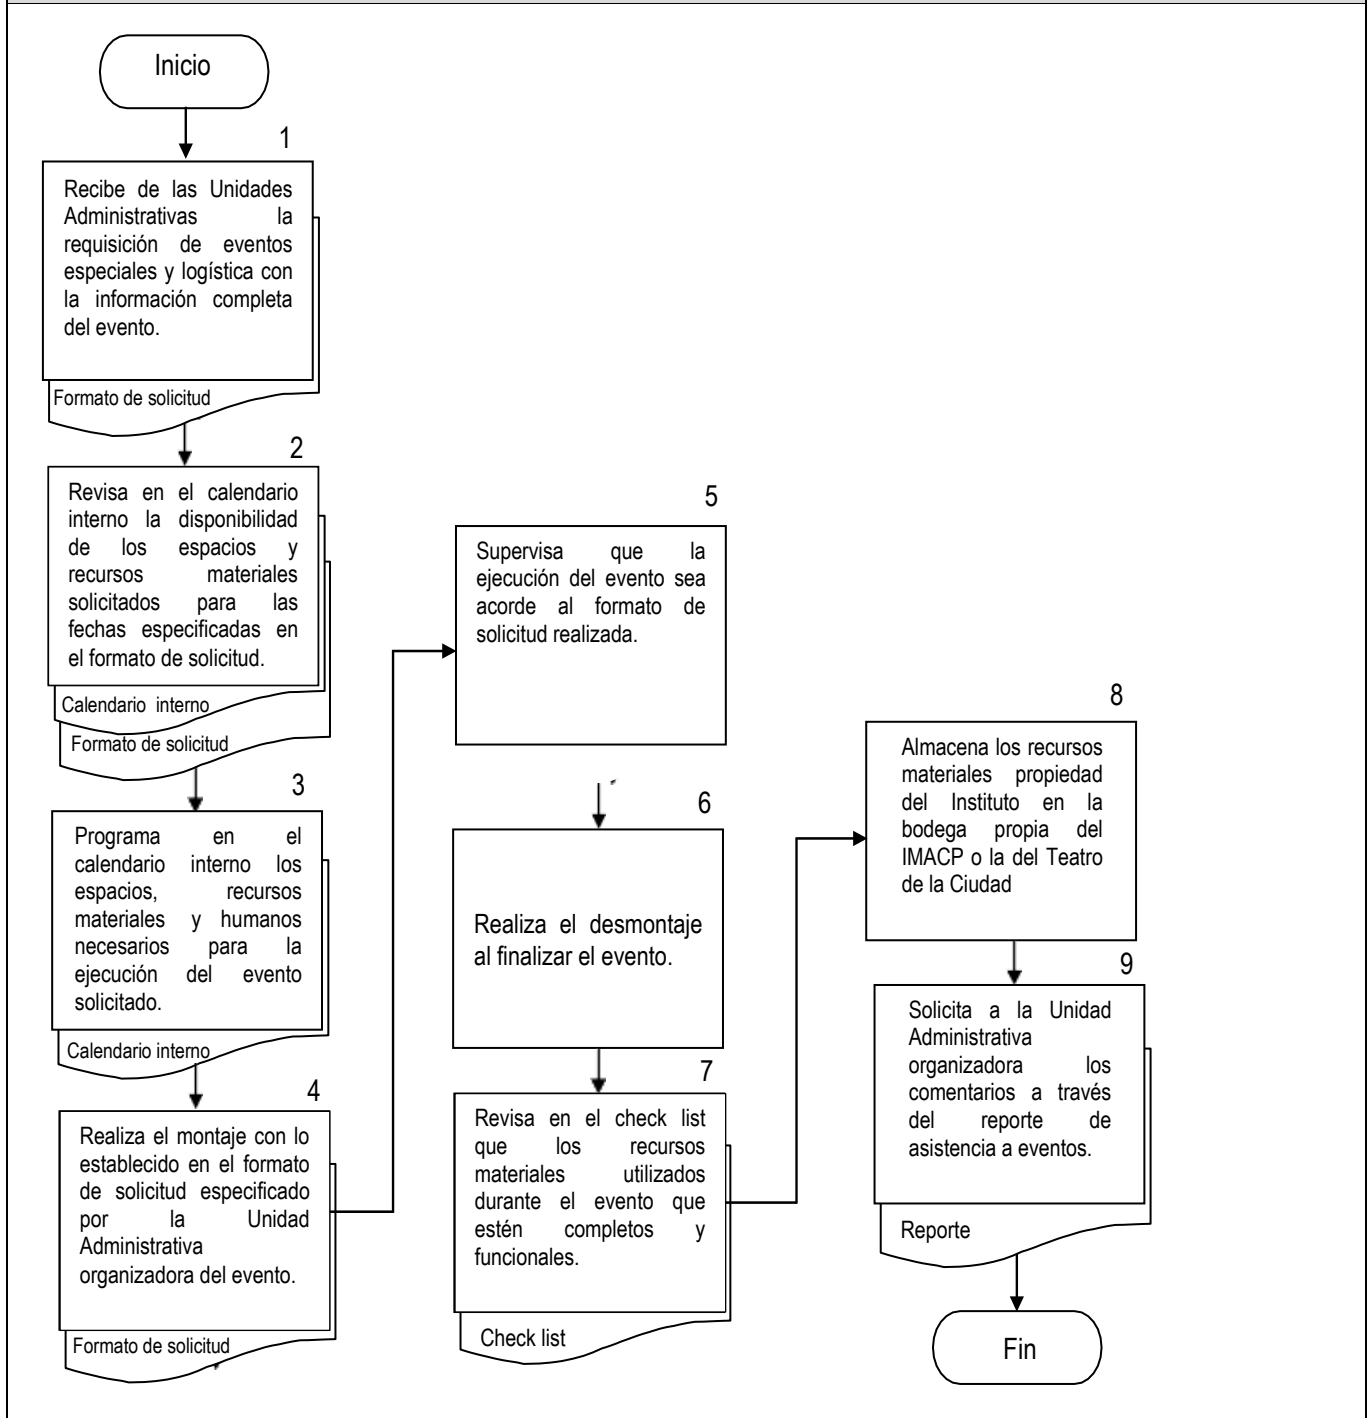 Inicio
1
Recibe de las Unidades
Administrativas la
requisición de eventos
especiales y logística con
la información completa
del evento.
Formato de solicitud
2
Revisa en el calendario
interno la disponibilidad
de los espacios y
recursos materiales
solicitados para las
fechas especificadas en
el formato de solicitud.
Calendario interno
Formato de solicitud
3
Programa en el
calendario interno los
espacios, recursos
materiales y humanos
necesarios para la
ejecución del evento
solicitado.
Calendario interno
4
Realiza el montaje con lo
establecido en el formato
de solicitud especificado
por la Unidad
Administrativa
organizadora del evento.
Formato de solicitud
5
Supervisa que la
ejecución del evento sea
acorde al formato de
solicitud realizada.
6
Realiza el desmontaje
al finalizar el evento.
7
Revisa en el check list
que los recursos
materiales utilizados
durante el evento que
estén completos y
funcionales.
Check list
8
Almacena los recursos
materiales propiedad
del Instituto en la
bodega propia del
IMACP o la del Teatro
de la Ciudad
9
Solicita a la Unidad
Administrativa
organizadora los
comentarios a través
del reporte de
asistencia a eventos.
Reporte
Fin